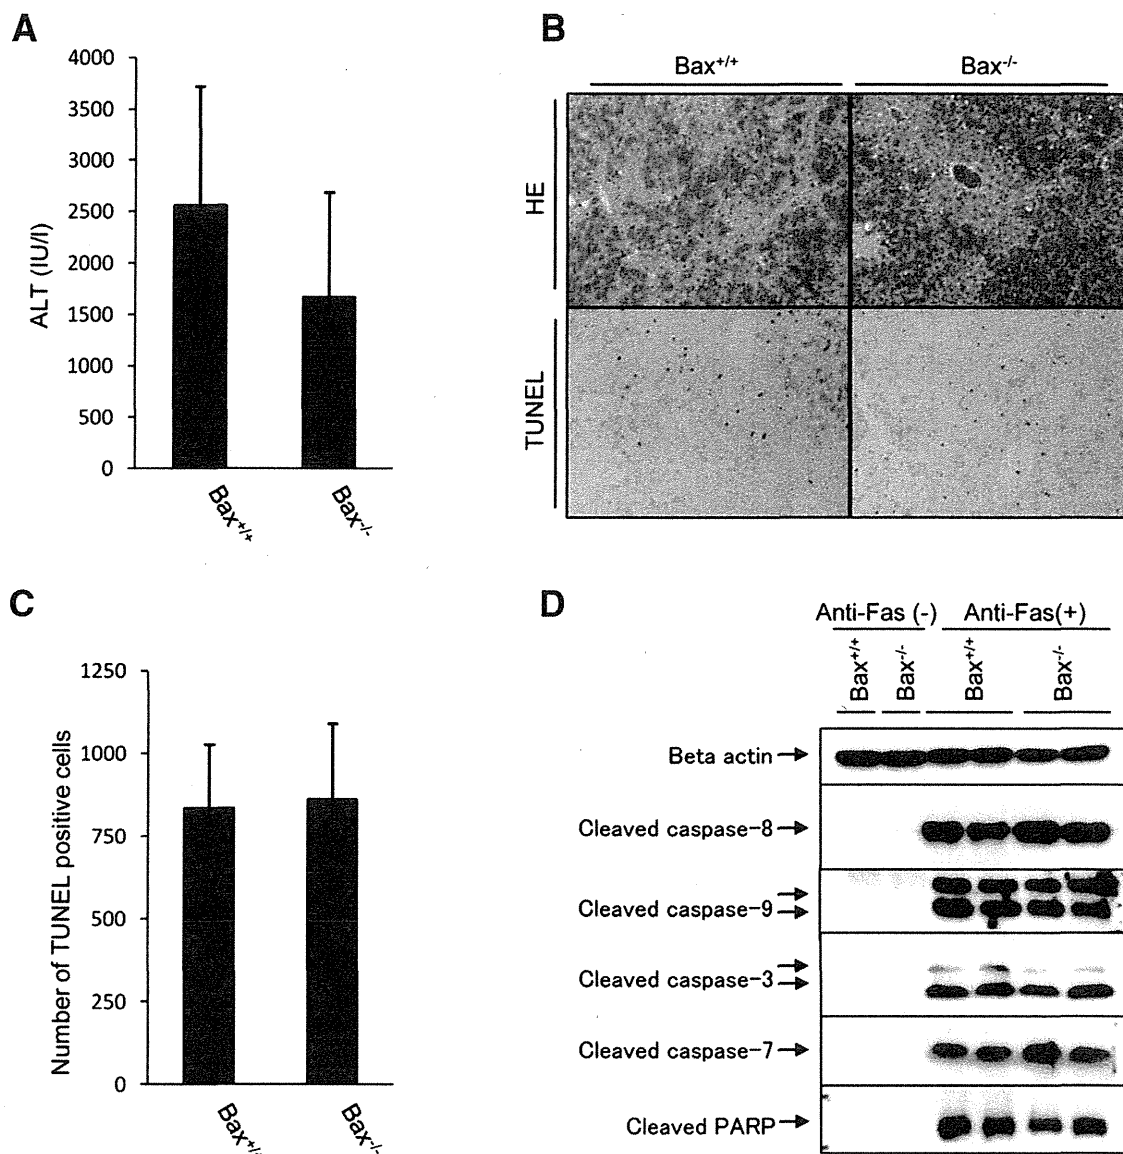 A
4000
3500
3000
2500
2000
1500
1000
500
0
ALT (IU/l)
Bax+/+
Bax-/-
B
Bax+/+
Bax-/-
HE
TUNEL
C
1250
1000
750
500
250
0
Number of TUNEL positive cells
Bax+/+
Bax-/-
D
Anti-Fas (-)
Anti-Fas(+)
Bax+/+
Bax-/-
Bax+/+
Bax-/-
Beta actin
Cleaved caspase-8
Cleaved caspase-9
Cleaved caspase-3
Cleaved caspase-7
Cleaved PARP